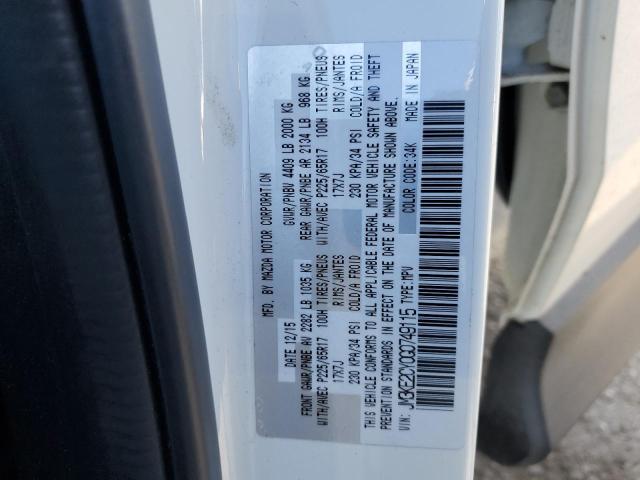 MFD. BY MAZDA MOTOR CORPORATION
DATE 12/15 GVWR/PNBV 4409 LB 2000 KG
FRONT GAWR/PNBE AV 2282 LB 1035 KG REAR GAWR/PNBE AR 2134 LB 968 KG
WITH/AVEC P225/65R17 100H TIRES/PNEUS WITH/AVEC P225/65R17 100H TIRES/PNEUS
17X7J RIMS/JANTES 17X7J RIMS/JANTES
230 KPA/34 PSI COLD/A FROID 230 KPA/34 PSI COLD/A FROID
THIS VEHICLE CONFORMS TO ALL APPLICABLE FEDERAL MOTOR VEHICLE SAFETY AND THEFT
PREVENTION STANDARDS IN EFFECT ON THE DATE OF MANUFACTURE SHOWN ABOVE.
COLOR CODE:34K MADE IN JAPAN
VIN: JM3KE2CY0G0749115 TYPE:MPV